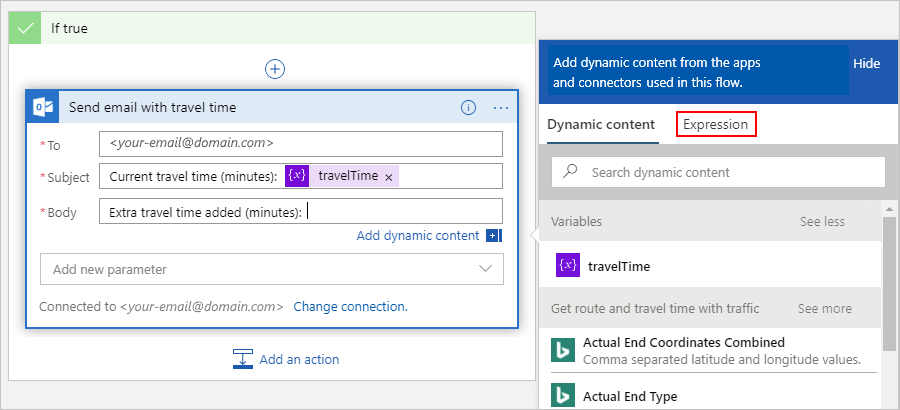 If true
Send email with travel time
* To
<your-email@domain.com>
* Subject
Current travel time (minutes): {x} travelTime ×
* Body
Extra travel time added (minutes):
Add dynamic content
Add new parameter
Connected to <your-email@domain.com> Change connection.
Add an action
Add dynamic content from the apps
and connectors used in this flow.
Hide
Dynamic content
Expression
Search dynamic content
Variables
See less
{x} travelTime
Get route and travel time with traffic
See more
Actual End Coordinates Combined
Comma separated latitude and longitude values.
Actual End Type